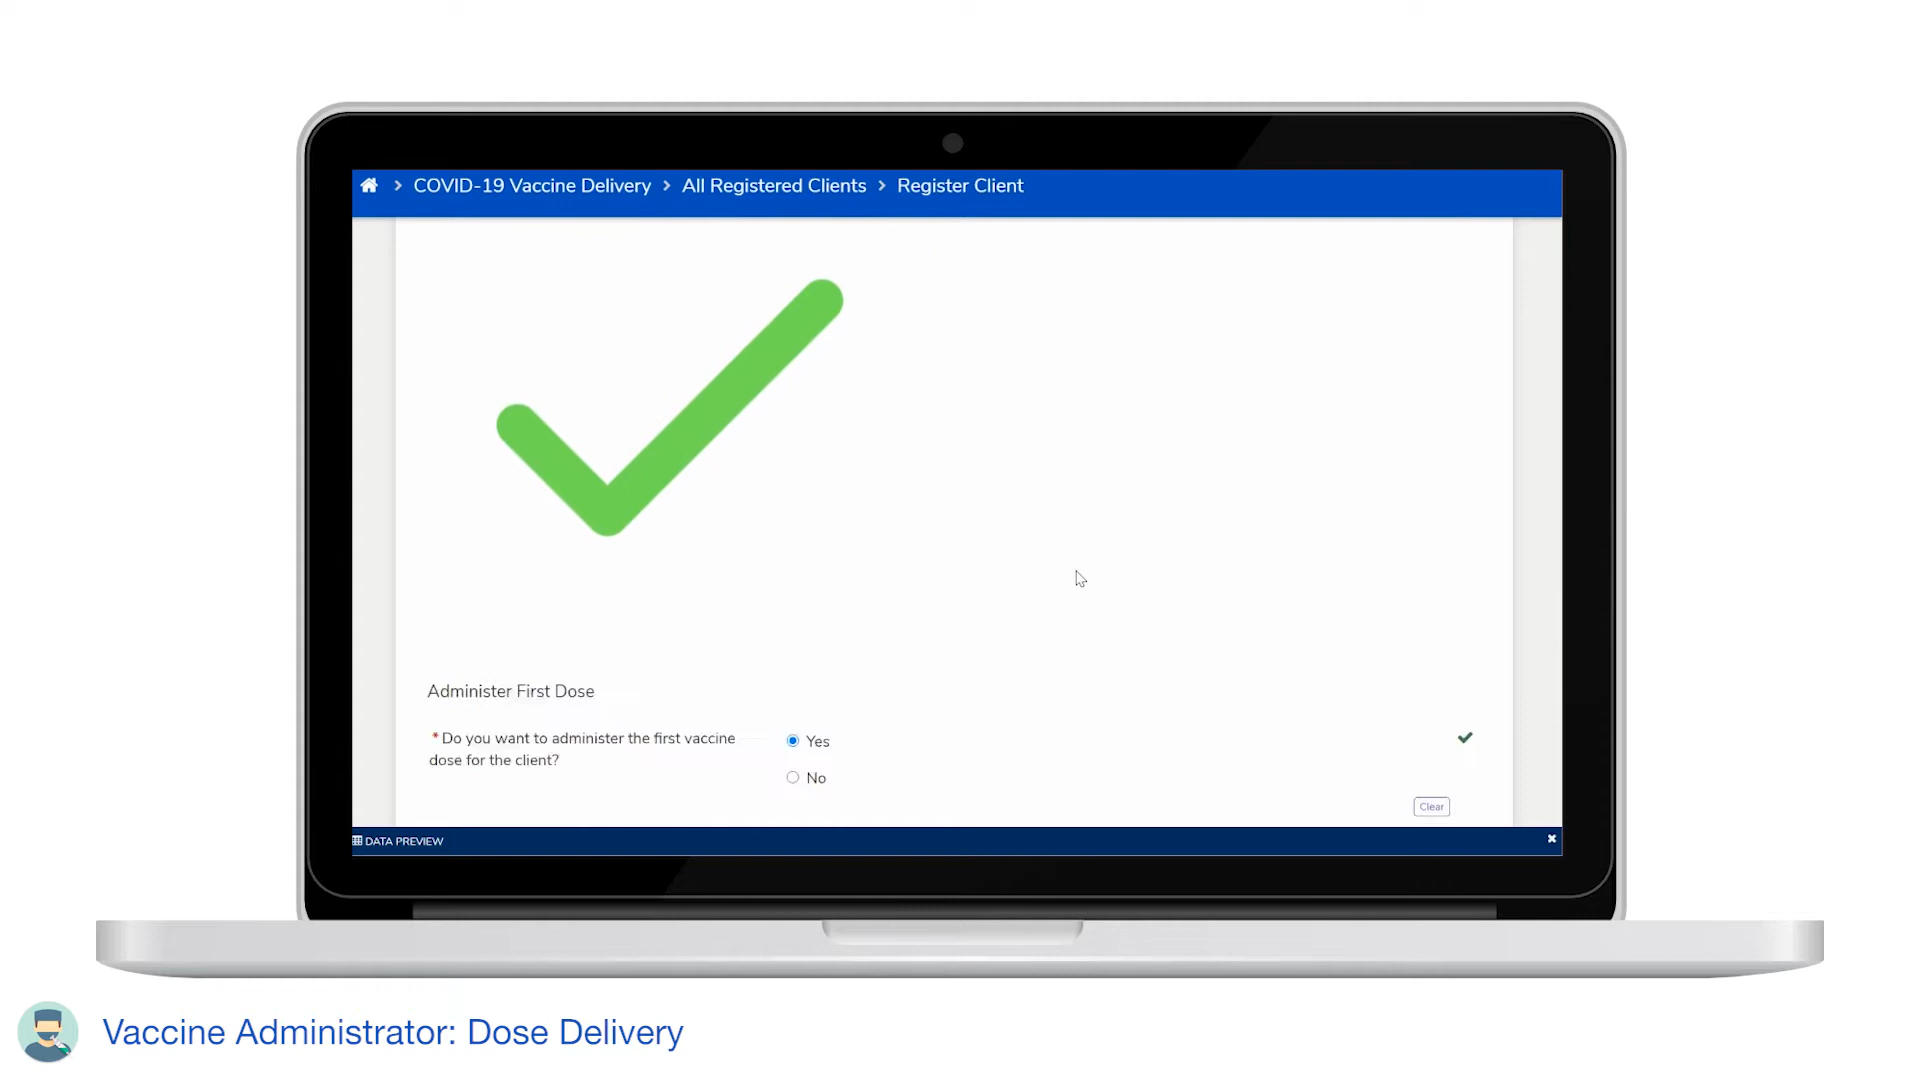 COVID-19 Vaccine Delivery > All Registered Clients > Register Client
Administer First Dose
* Do you want to administer the first vaccine
dose for the client?
Yes
No
Clear
DATA PREVIEW
Vaccine Administrator: Dose Delivery